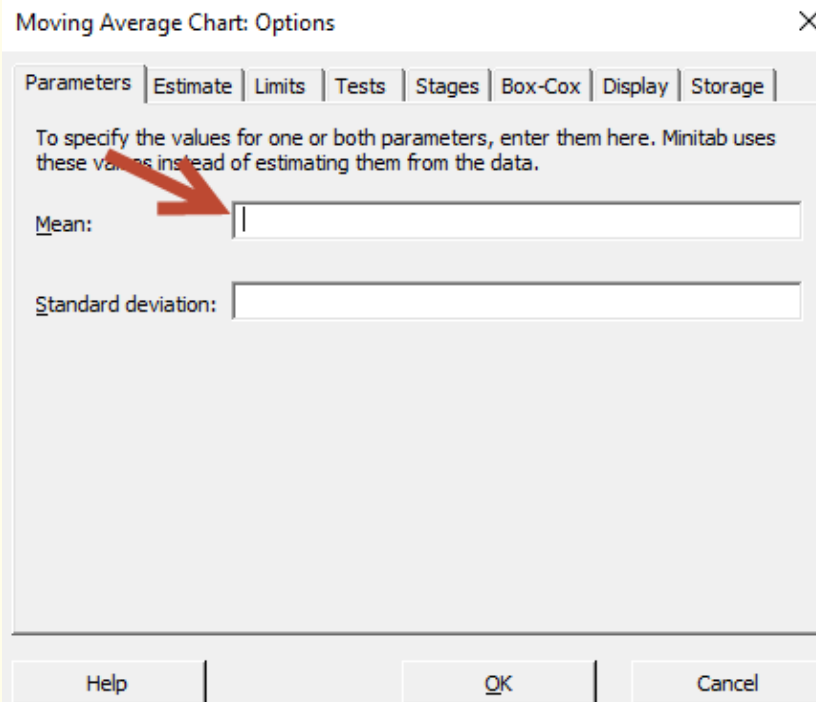 Moving Average Chart: Options
Parameters Estimate Limits Tests Stages Box-Cox Display Storage
To specify the values for one or both parameters, enter them here. Minitab uses
these values instead of estimating them from the data.
Mean:
Standard deviation:
Help OK Cancel